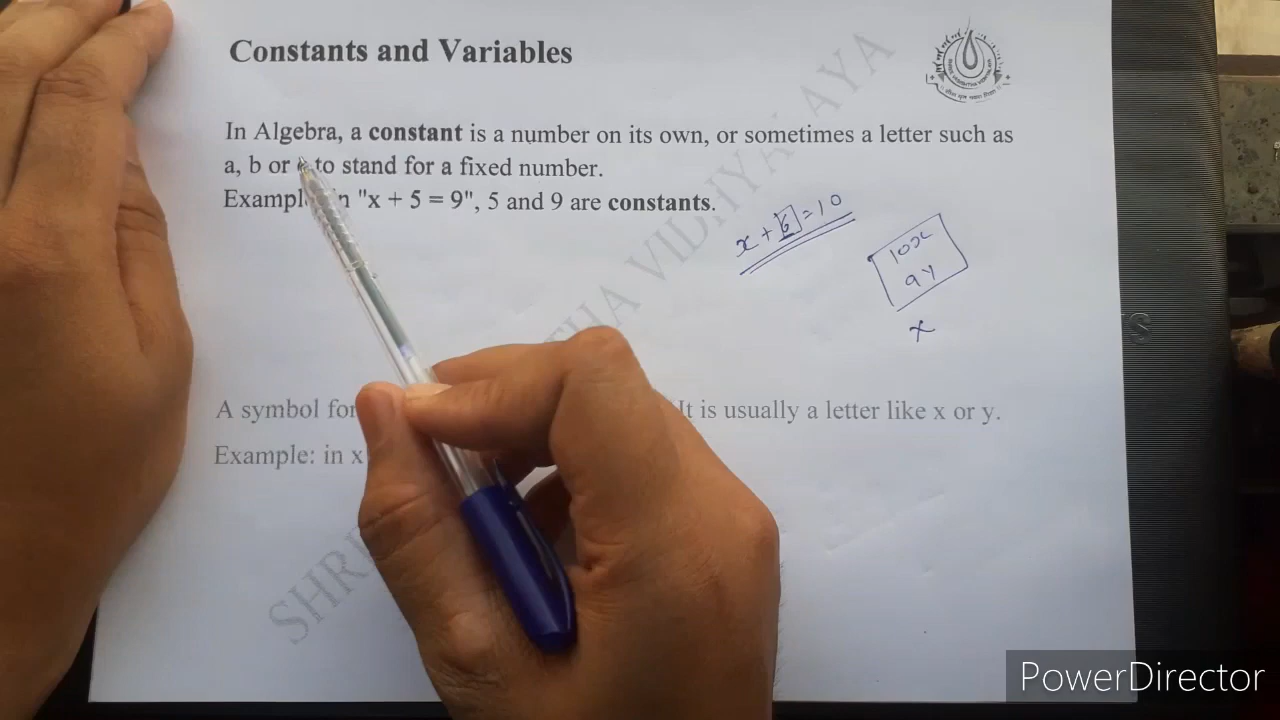 Constants and Variables
In Algebra, a constant is a number on its own, or sometimes a letter such as
a, b or to stand for a fixed number.
"x + 5 = 9", 5 and 9 are constants.
x + 6 = 10
10x
9y
x
A symbol for It is usually a letter like x or y.
Example: in x
PowerDirector